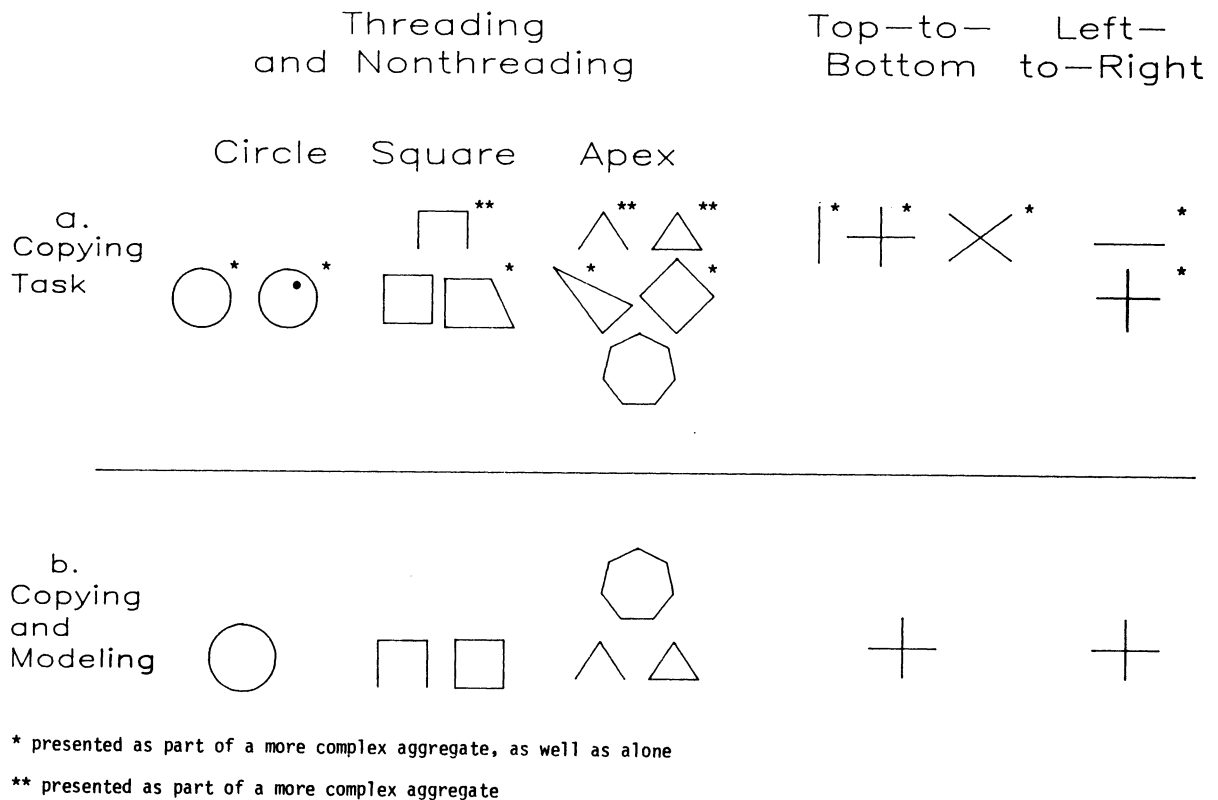 Threading
and Nonthreading
Top—to—
Bottom
Left—
to—Right
Circle Square Apex
a.
Copying
Task
** ** ** * * * *
* * * * * *
b.
Copying
and
Modeling
* presented as part of a more complex aggregate, as well as alone
** presented as part of a more complex aggregate